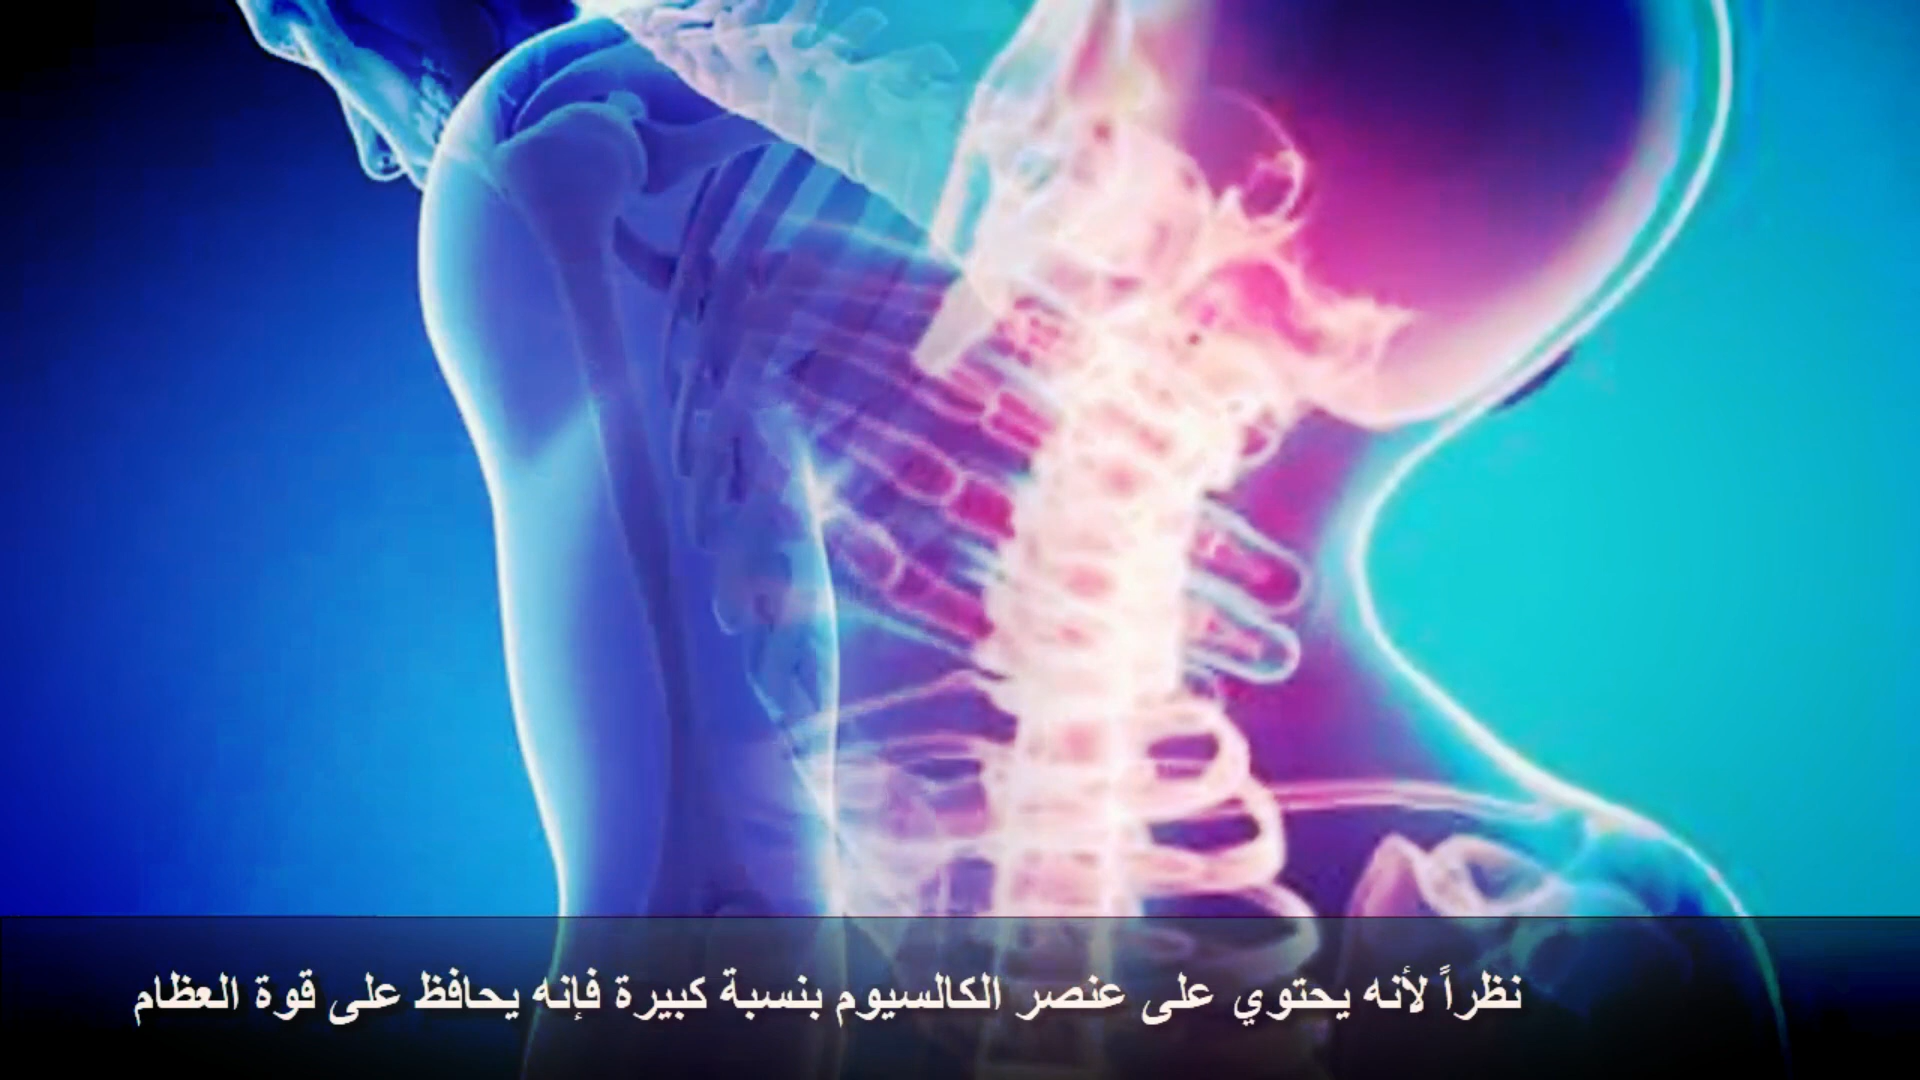 نظراً لأنه يحتوي على عنصر الكالسيوم بنسبة كبيرة فإنه يحافظ على قوة العظام